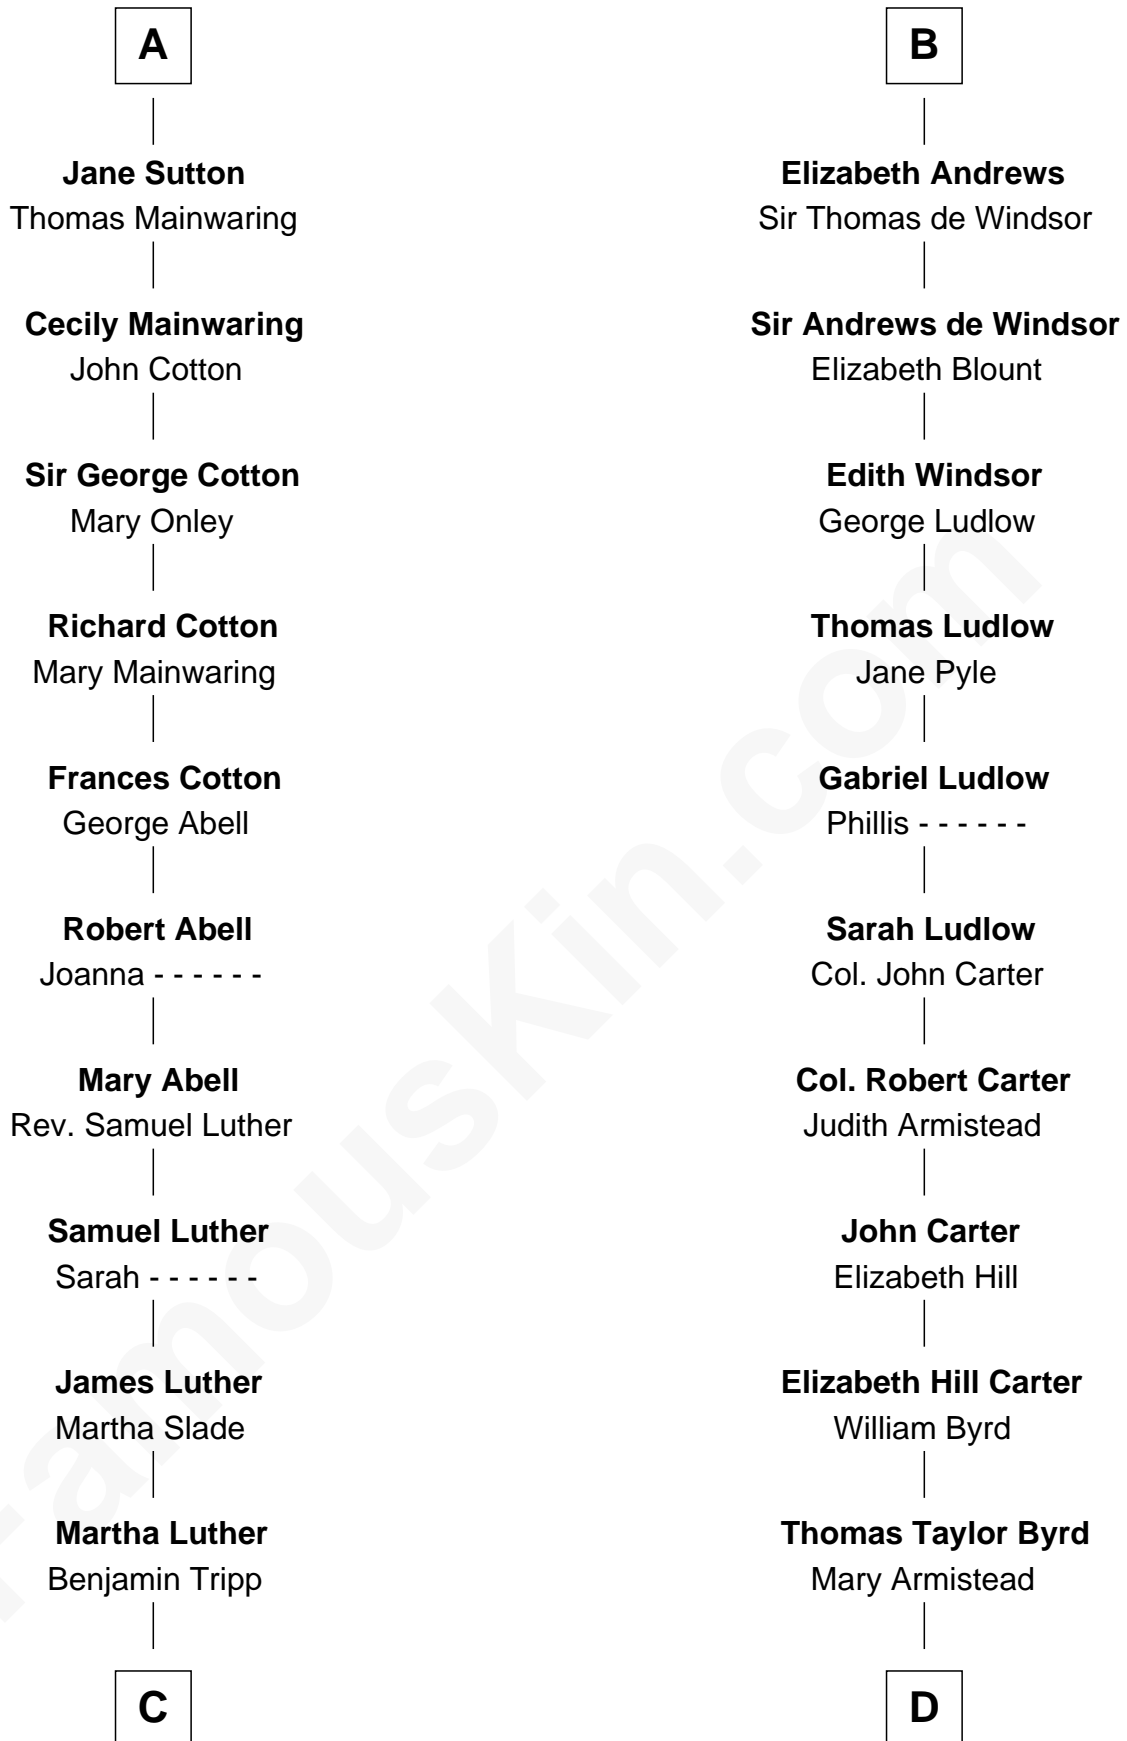 A
Jane Sutton
Thomas Mainwaring
Cecily Mainwaring
John Cotton
Sir George Cotton
Mary Onley
Richard Cotton
Mary Mainwaring
Frances Cotton
George Abell
Robert Abell
Joanna - - - - - -
Mary Abell
Rev. Samuel Luther
Samuel Luther
Sarah - - - - - -
James Luther
Martha Slade
Martha Luther
Benjamin Tripp
C
B
Elizabeth Andrews
Sir Thomas de Windsor
Sir Andrews de Windsor
Elizabeth Blount
Edith Windsor
George Ludlow
Thomas Ludlow
Jane Pyle
Gabriel Ludlow
Phillis - - - - - -
Sarah Ludlow
Col. John Carter
Col. Robert Carter
Judith Armistead
John Carter
Elizabeth Hill
Elizabeth Hill Carter
William Byrd
Thomas Taylor Byrd
Mary Armistead
D
FamousKin.com